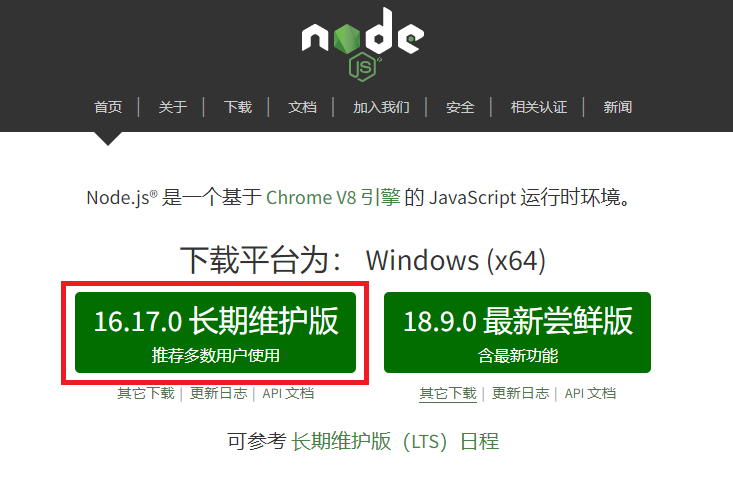 node
JS
首页 | 关于 | 下载 | 文档 | 加入我们 | 安全 | 相关认证 | 新闻
Node.js® 是一个基于 Chrome V8 引擎 的 JavaScript 运行时环境。
下载平台为： Windows (x64)
16.17.0 长期维护版
推荐多数用户使用
18.9.0 最新尝鲜版
含最新功能
其它下载 | 更新日志 | API 文档
其它下载 | 更新日志 | API 文档
可参考 长期维护版（LTS）日程